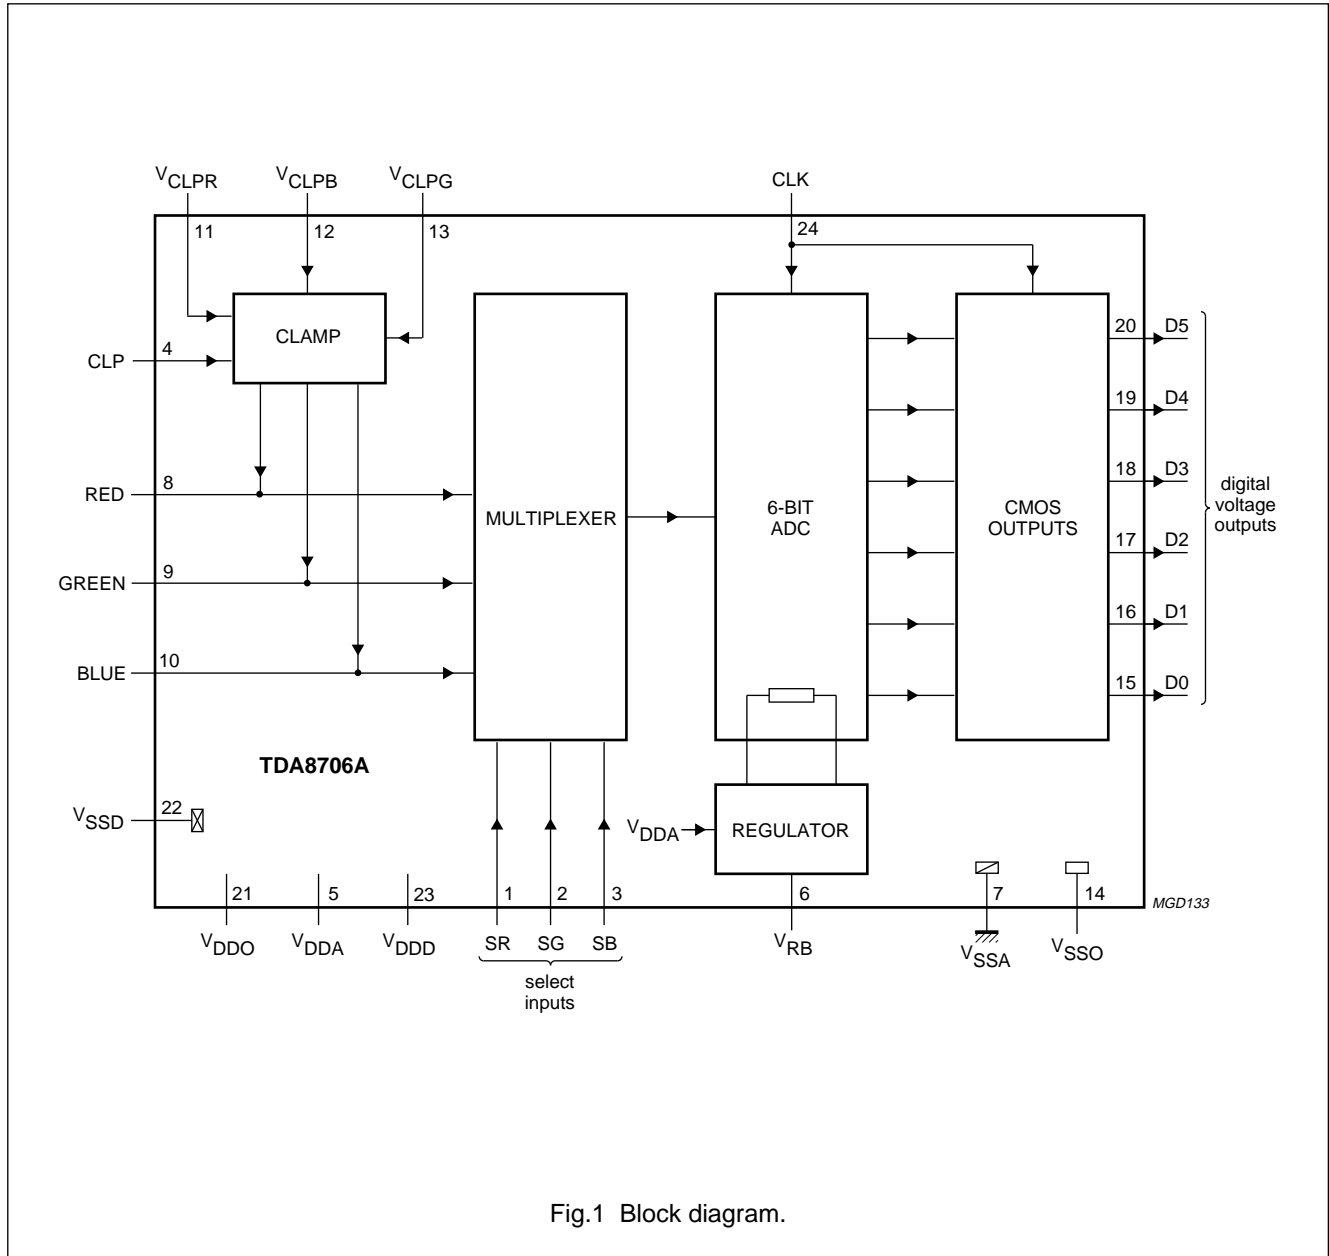 VCLPR VCLPB VCLPG CLK
11 12 13 24
CLAMP
CLP 4
20 D5
19 D4
RED 8
18 D3
MULTIPLEXER
6-BIT
ADC
CMOS
OUTPUTS
digital
voltage
outputs
17 D2
GREEN 9
16 D1
BLUE 10
15 D0
TDA8706A
VSSD 22
VDDA REGULATOR
21 5 23 1 2 3 6 7 14
MGD133
VDDO VDDA VDDD SR SG SB VRB VSSA VSSO
select
inputs
Fig.1 Block diagram.